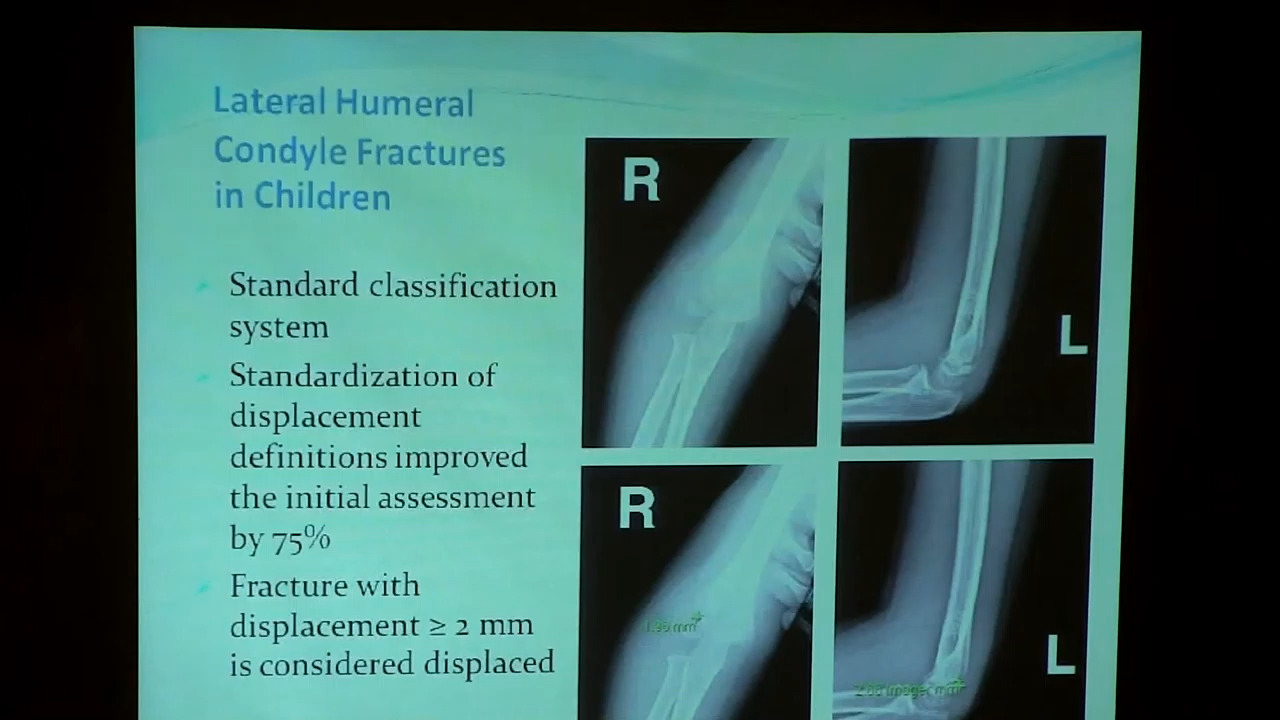 Lateral Humeral
Condyle Fractures
in Children
Standard classification
system
Standardization of
displacement
definitions improved
the initial assessment
by 75%
Fracture with
displacement ≥ 2 mm
is considered displaced
R
L
R
mm
L